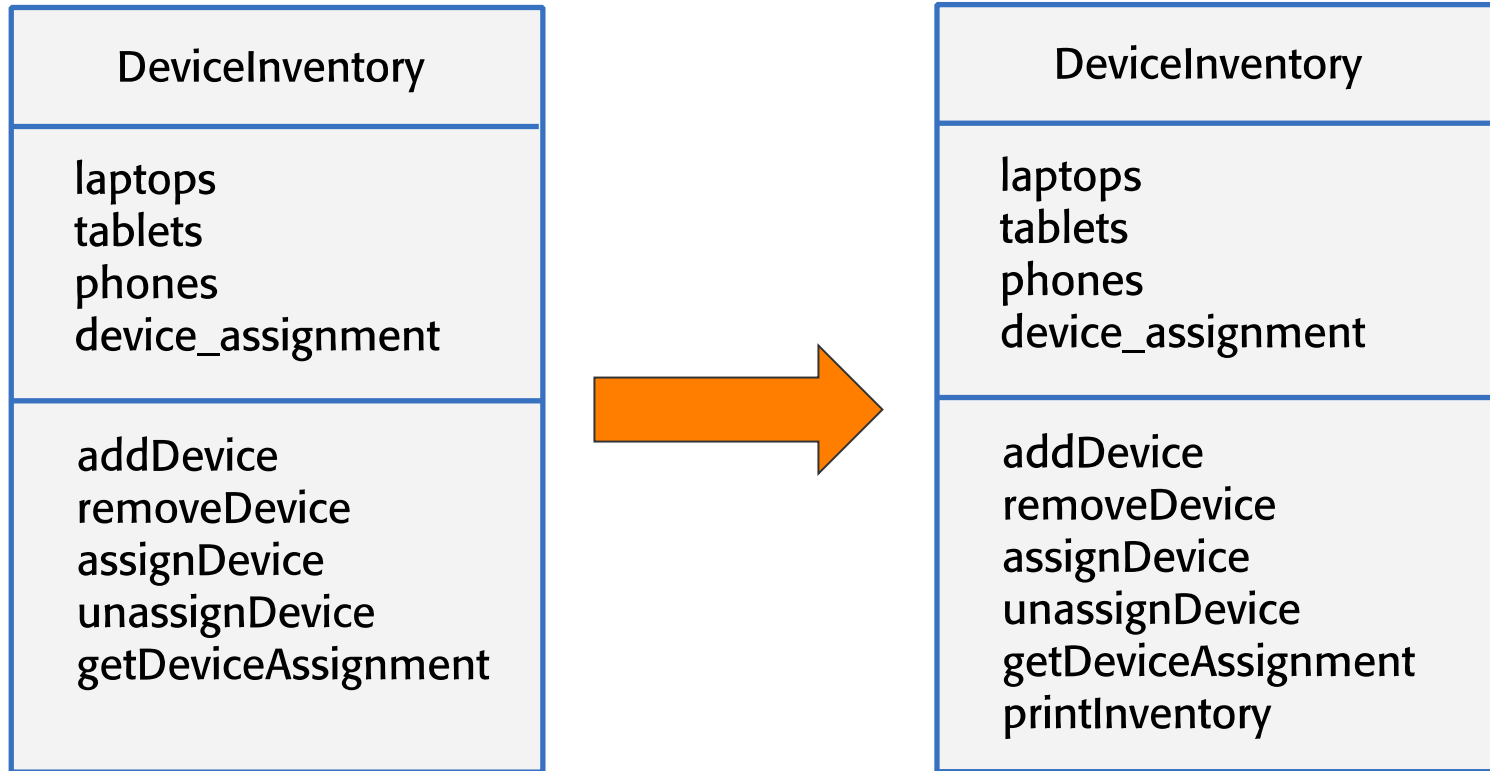 DeviceInventory
laptops
tablets
phones
device_assignment
addDevice
removeDevice
assignDevice
unassignDevice
getDeviceAssignment
DeviceInventory
laptops
tablets
phones
device_assignment
addDevice
removeDevice
assignDevice
unassignDevice
getDeviceAssignment
printInventory